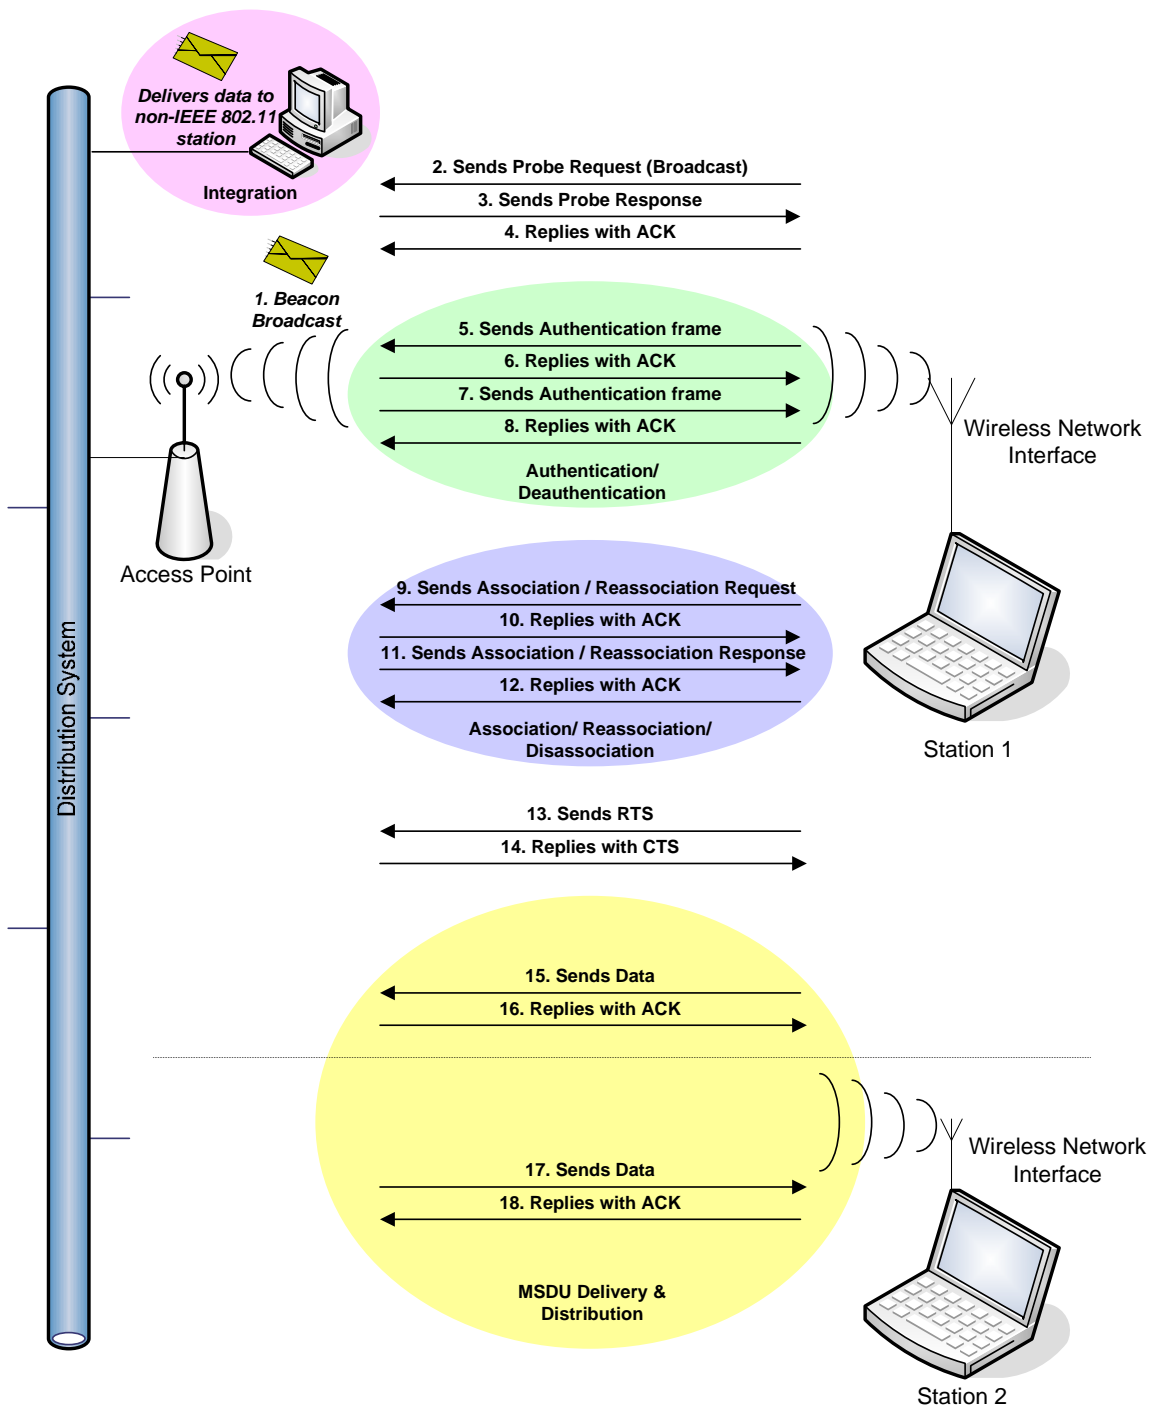 Delivers data to
non-IEEE 802.11
station
Integration
2. Sends Probe Request (Broadcast)
3. Sends Probe Response
4. Replies with ACK
1. Beacon
Broadcast
5. Sends Authentication frame
6. Replies with ACK
7. Sends Authentication frame
8. Replies with ACK
Authentication/
Deauthentication
Wireless Network
Interface
Access Point
9. Sends Association / Reassociation Request
10. Replies with ACK
11. Sends Association / Reassociation Response
12. Replies with ACK
Association/ Reassociation/
Disassociation
Station 1
Distribution System
13. Sends RTS
14. Replies with CTS
15. Sends Data
16. Replies with ACK
Wireless Network
Interface
17. Sends Data
18. Replies with ACK
MSDU Delivery &
Distribution
Station 2